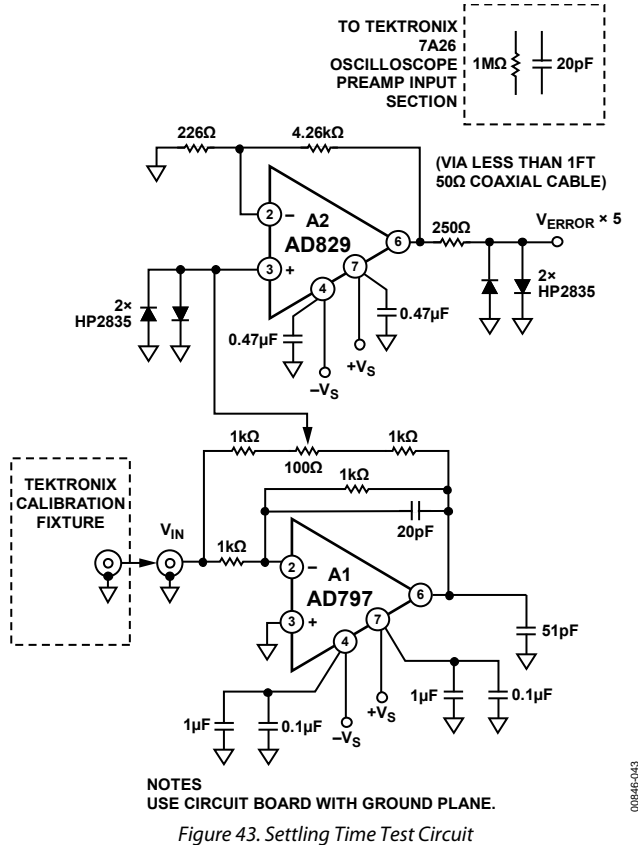 TO TEKTRONIX
7A26
OSCILLOSCOPE
PREAMP INPUT
SECTION
1MΩ
20pF
226Ω
4.26kΩ
(VIA LESS THAN 1FT
50Ω COAXIAL CABLE)
2
–
A2
AD829
6
250Ω
VERROR × 5
3
+
7
4
2×
HP2835
2×
HP2835
0.47µF
0.47µF
+VS
–VS
1kΩ
100Ω
1kΩ
TEKTRONIX
CALIBRATION
FIXTURE
1kΩ
20pF
VIN
1kΩ
2
–
A1
AD797
6
3
+
7
4
51pF
1µF
0.1µF
+VS
–VS
1µF
0.1µF
NOTES
USE CIRCUIT BOARD WITH GROUND PLANE.
00846-043
Figure 43. Settling Time Test Circuit